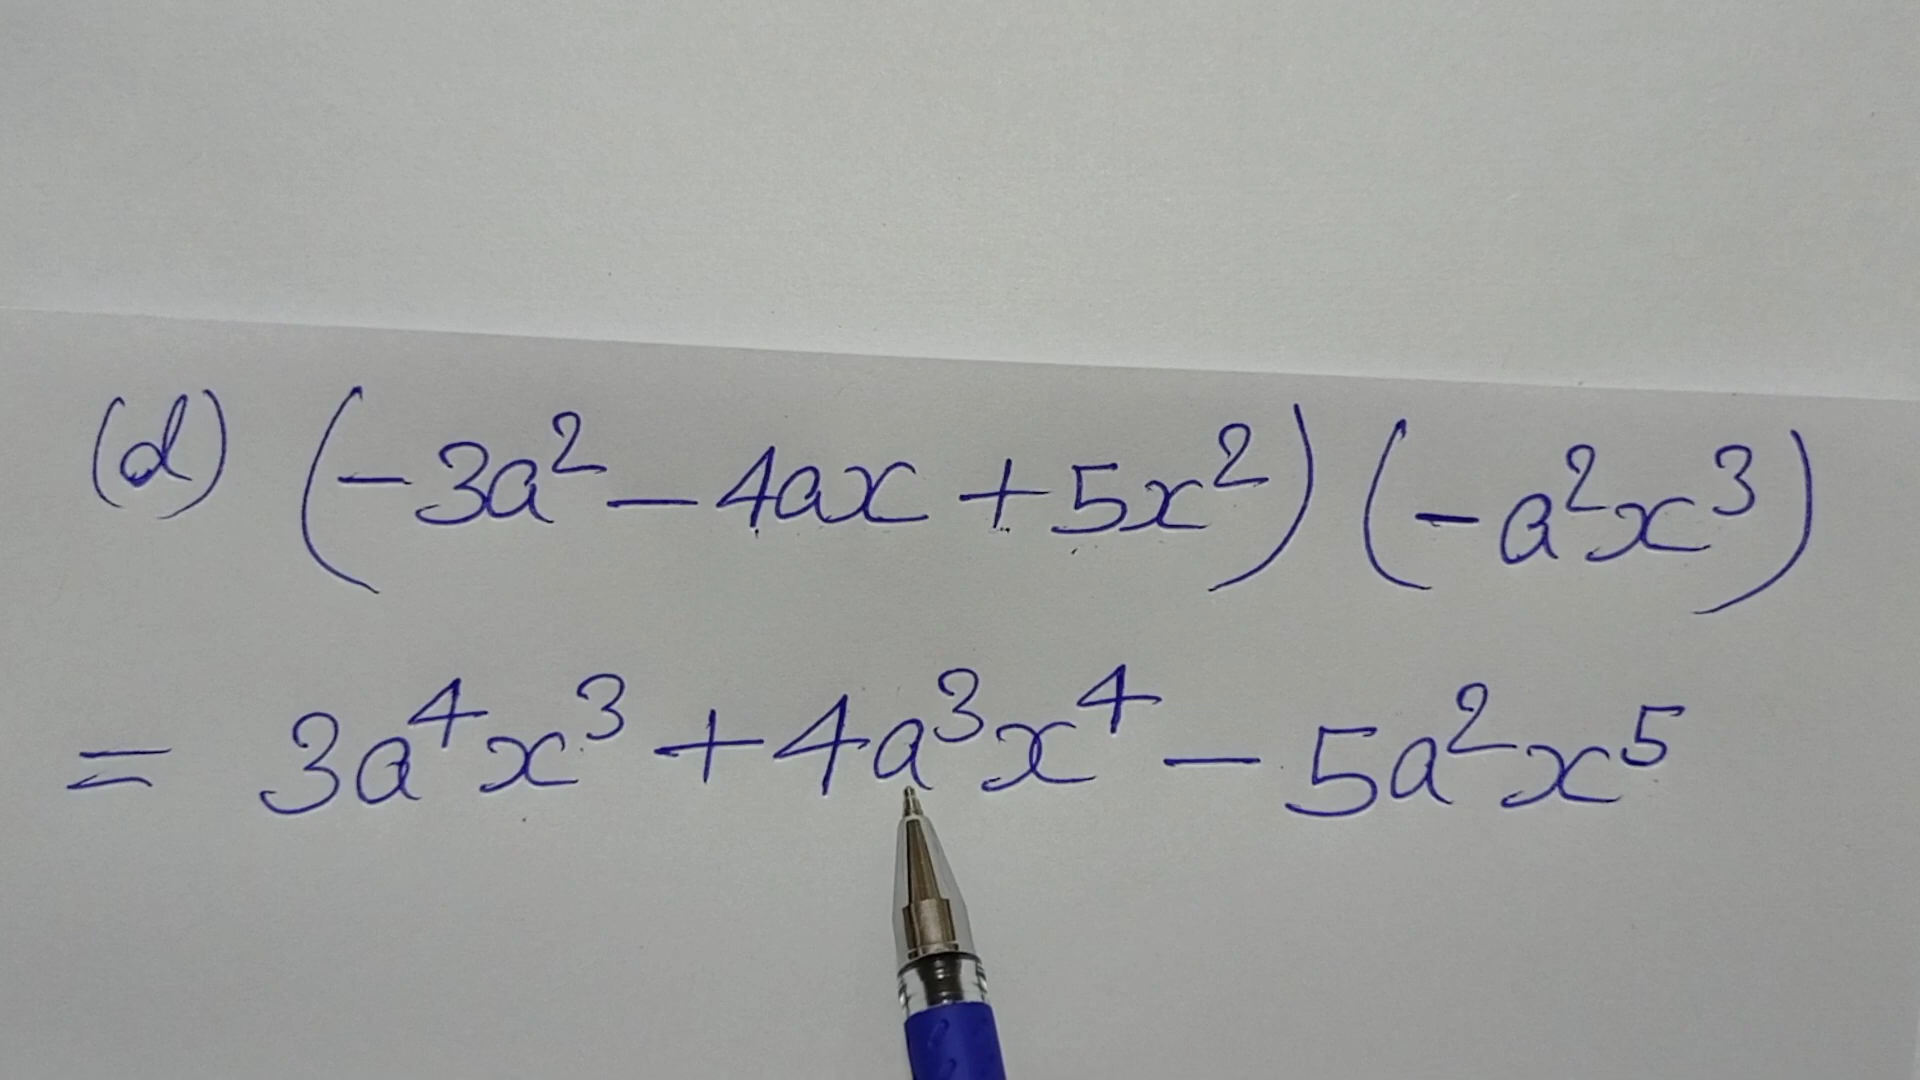 (d) (-3a² - 4ax + 5x²) (-a²x³)
= 3a⁴x³ + 4a³x⁴ - 5a²x⁵